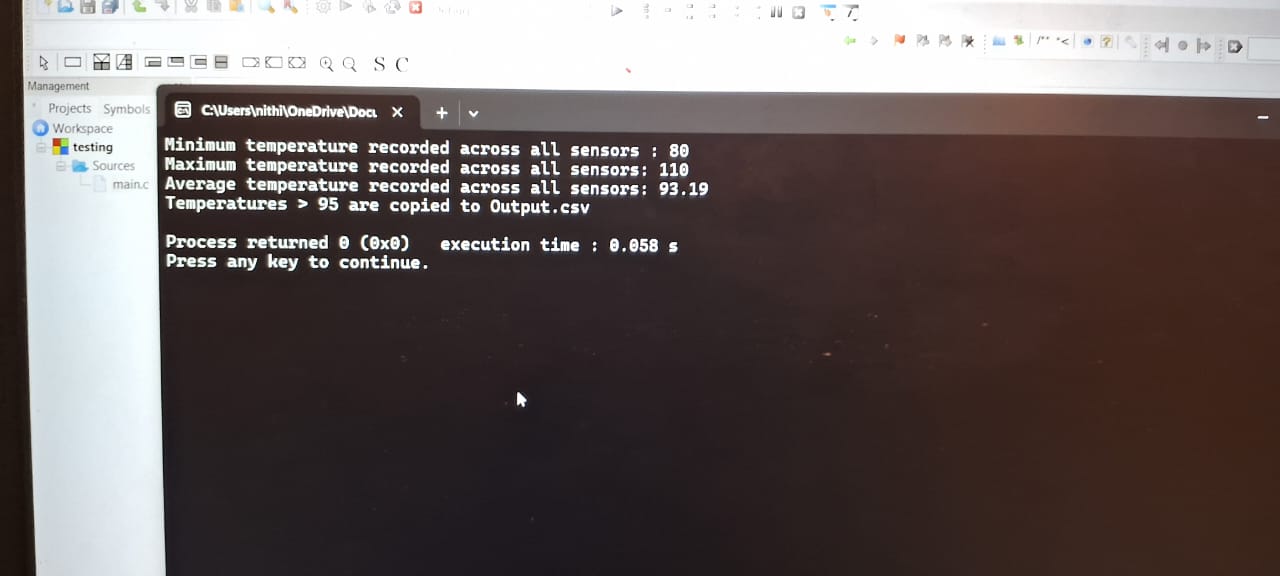 S C
Management
Projects Symbols
Workspace
testing
Sources
main.c
C:\Users\nithi\OneDrive\Docu
Minimum temperature recorded across all sensors : 80
Maximum temperature recorded across all sensors: 110
Average temperature recorded across all sensors: 93.19
Temperatures > 95 are copied to Output.csv
Process returned 0 (0x0) execution time : 0.058 s
Press any key to continue.